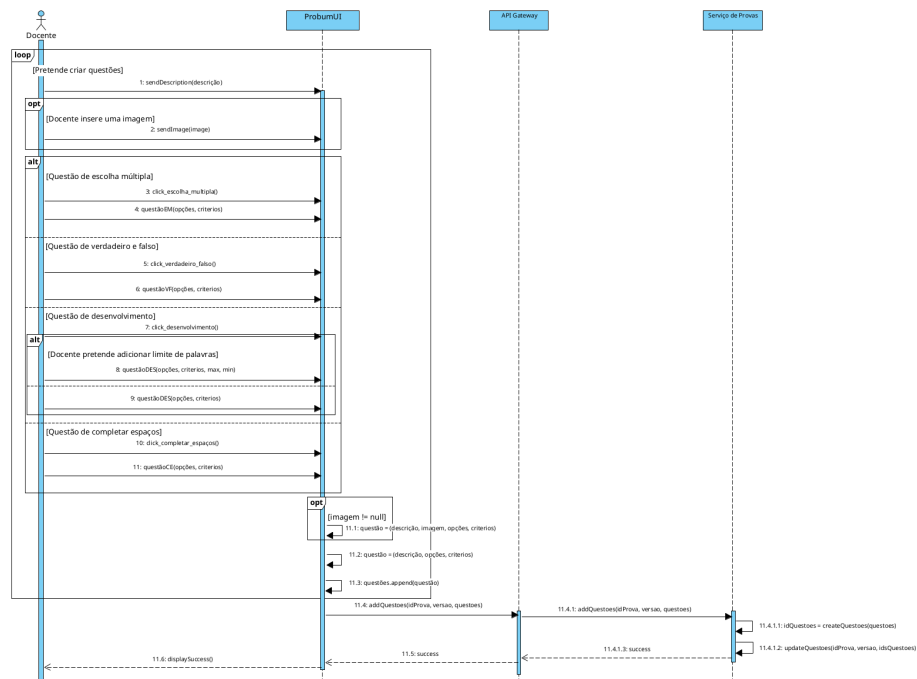 Docente
ProbumUI
API Gateway
Serviço de Provas
loop
[Pretende criar questões]
1: sendDescription(descrição)
opt
[Docente insere uma imagem]
2: sendImage(image)
alt
[Questão de escolha múltipla]
3: click_escolha_multipla()
4: questãoEM(opções, criterios)
[Questão de verdadeiro e falso]
5: click_verdadeiro_falso()
6: questãoVF(opções, criterios)
[Questão de desenvolvimento]
7: click_desenvolvimento()
alt
[Docente pretende adicionar limite de palavras]
8: questãoDES(opções, criterios, max, min)
9: questãoDES(opções, criterios)
[Questão de completar espaços]
10: click_completar_espaços()
11: questãoCE(opções, criterios)
opt
[imagem != null]
11.1: questão = (descrição, imagem, opções, criterios)
11.2: questão = (descrição, opções, criterios)
11.3: questões.append(questão)
11.4: addQuestoes(idProva, versao, questoes)
11.4.1: addQuestoes(idProva, versao, questoes)
11.4.1.1: idQuestoes = createQuestoes(questoes)
11.4.1.2: updateQuestoes(idProva, versao, idsQuestoes)
11.4.1.3: success
11.5: success
11.6: displaySuccess()